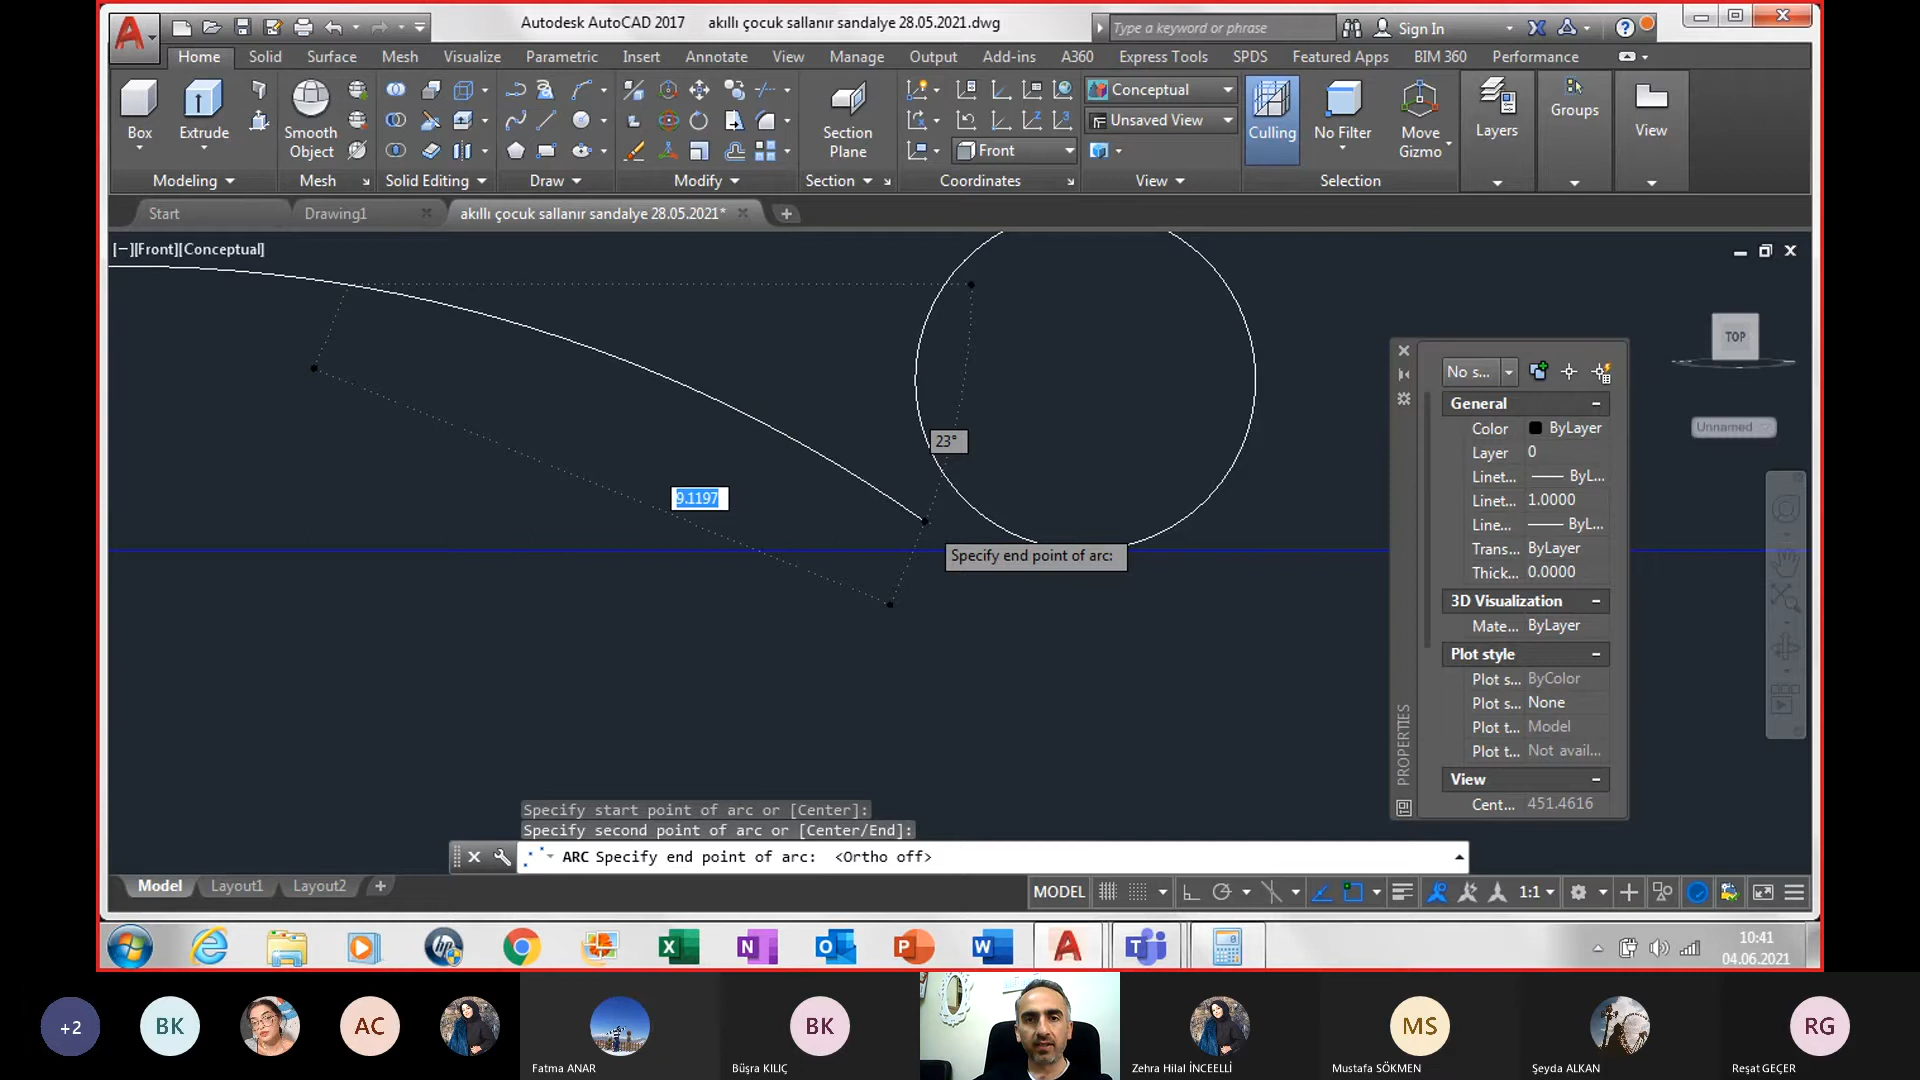 Autodesk AutoCAD 2017 akıllı çocuk sallanır sandalye 28.05.2021.dwg
Type a keyword or phrase
Sign In
Home Solid Surface Mesh Visualize Parametric Insert Annotate View Manage Output Add-ins A360 Express Tools SPDS Featured Apps BIM 360 Performance
Box
Extrude
Smooth
Object
Section
Plane
Front
Conceptual
Unsaved View
Culling
No Filter
Move
Gizmo
Layers
Groups
View
Modeling Mesh Solid Editing Draw Modify Section Coordinates View Selection
Start Drawing1 akıllı çocuk sallanır sandalye 28.05.2021*
[−][Front][Conceptual]
TOP
Unnamed
23°
9.1197
Specify end point of arc:
No s...
General
Color ByLayer
Layer 0
Linet... ByL...
Linet... 1.0000
Line... ByL...
Trans... ByLayer
Thick... 0.0000
3D Visualization
Mate... ByLayer
Plot style
Plot s... ByColor
Plot s... None
Plot t... Model
Plot t... Not avail...
View
Cent... 451.4616
PROPERTIES
Specify start point of arc or [Center]:
Specify second point of arc or [Center/End]:
ARC Specify end point of arc: <Ortho off>
Model Layout1 Layout2
MODEL
1:1
10:41
04.06.2021
+2
BK
AC
Fatma ANAR
BK
Büşra KILIÇ
Zehra Hilal İNCEELLİ
MS
Mustafa SÖKMEN
Şeyda ALKAN
RG
Reşat GEÇER